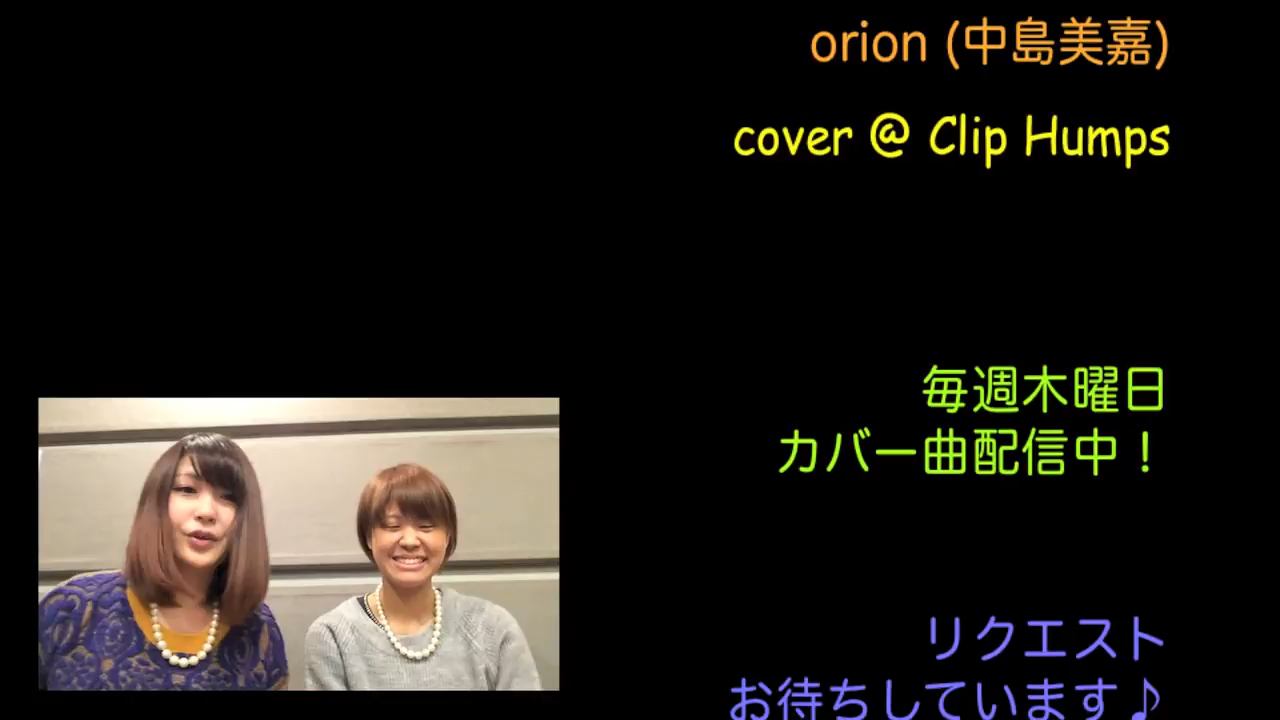 orion (中島美嘉)
cover @ Clip Humps
毎週木曜日
カバー曲配信中！
リクエスト
お待ちしています♪